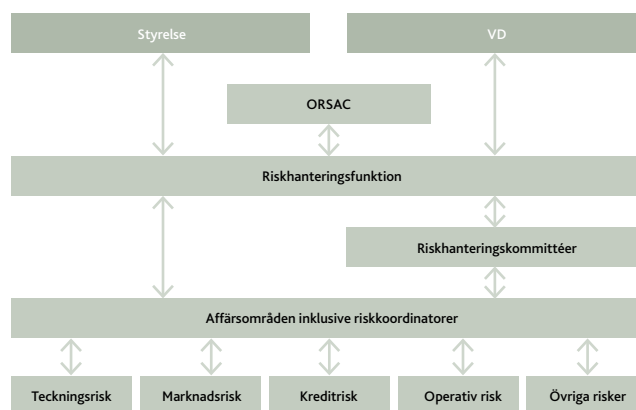 Styrelse
VD
ORSAC
Riskhanteringsfunktion
Riskhanteringskommittéer
Affärsområden inklusive riskkoordinatorer
Teckningsrisk
Marknadsrisk
Kreditrisk
Operativ risk
Övriga risker